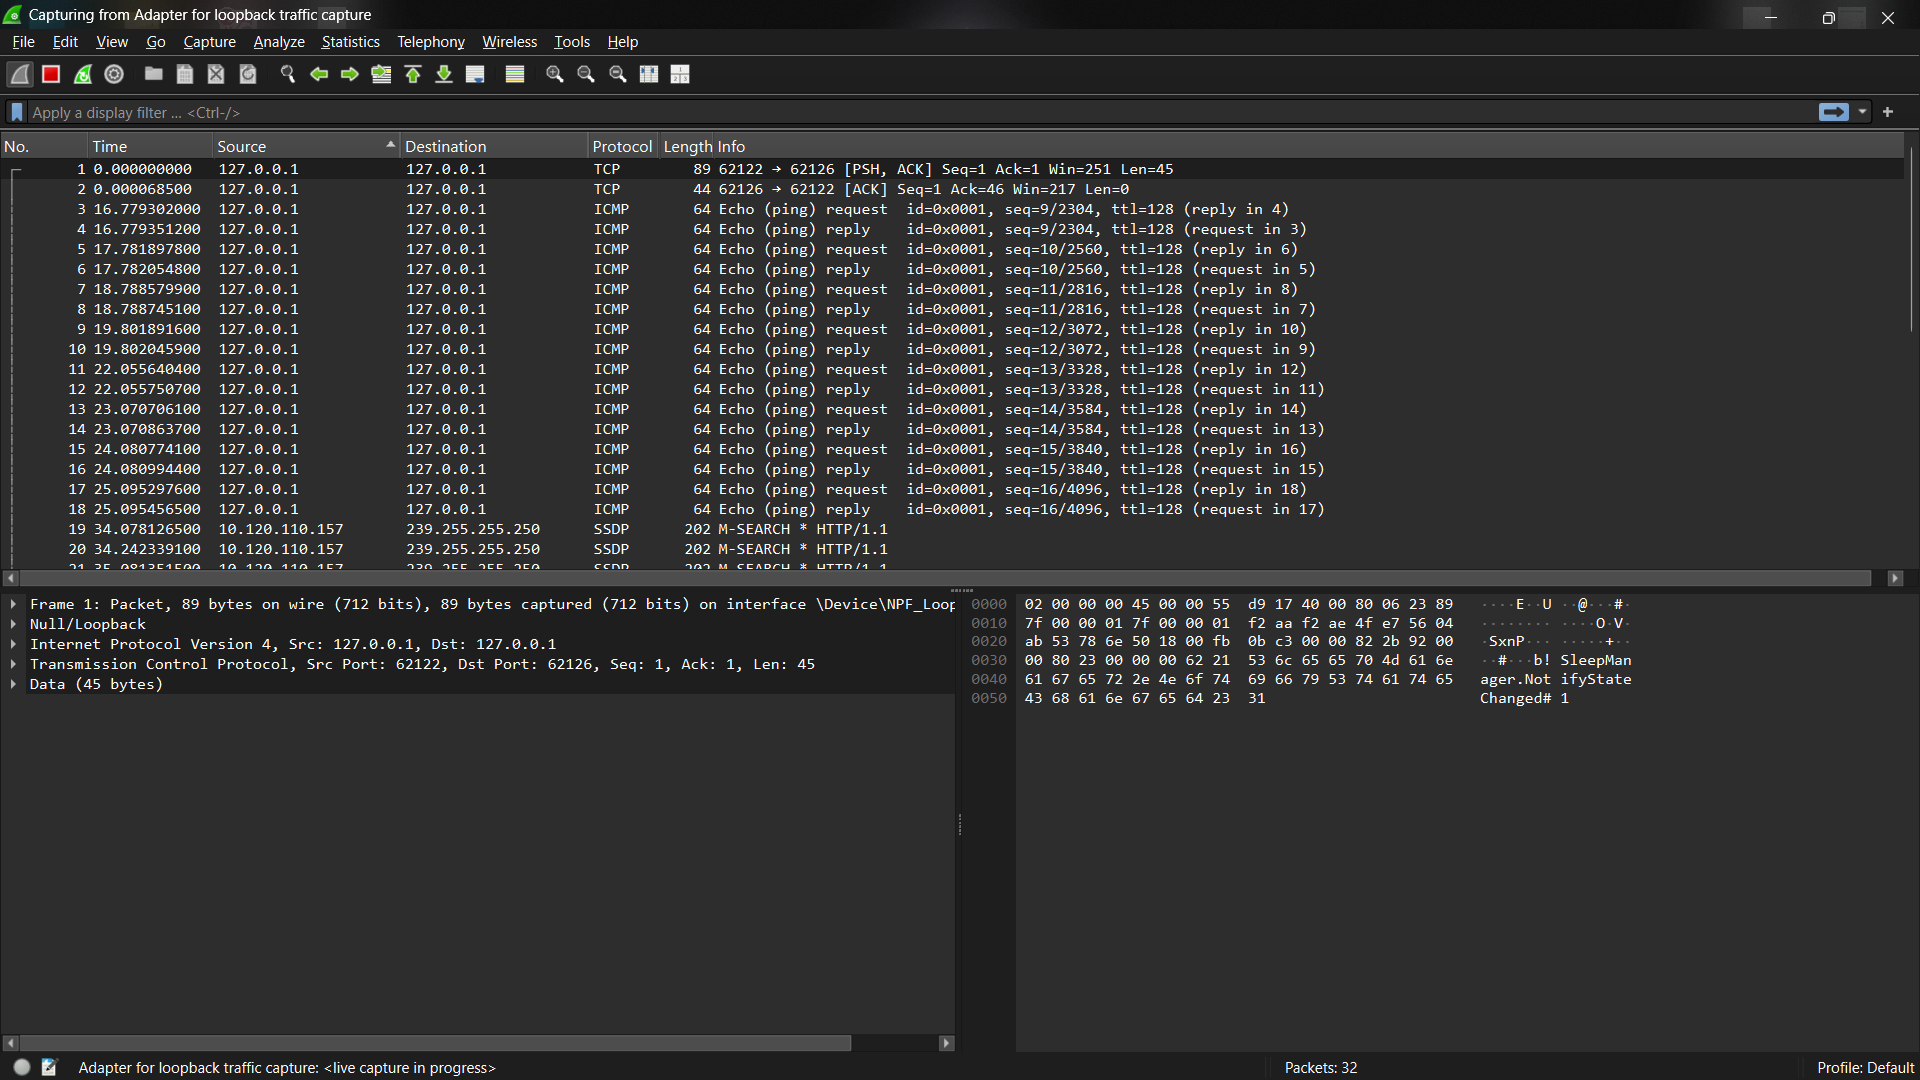 Capturing from Adapter for loopback traffic capture
File Edit View Go Capture Analyze Statistics Telephony Wireless Tools Help
Apply a display filter ... <Ctrl-/>
No. Time Source Destination Protocol Length Info
1 0.000000000 127.0.0.1 127.0.0.1 TCP 89 62122 → 62126 [PSH, ACK] Seq=1 Ack=1 Win=251 Len=45
2 0.000068500 127.0.0.1 127.0.0.1 TCP 44 62126 → 62122 [ACK] Seq=1 Ack=46 Win=217 Len=0
3 16.779302000 127.0.0.1 127.0.0.1 ICMP 64 Echo (ping) request id=0x0001, seq=9/2304, ttl=128 (reply in 4)
4 16.779351200 127.0.0.1 127.0.0.1 ICMP 64 Echo (ping) reply id=0x0001, seq=9/2304, ttl=128 (request in 3)
5 17.781897800 127.0.0.1 127.0.0.1 ICMP 64 Echo (ping) request id=0x0001, seq=10/2560, ttl=128 (reply in 6)
6 17.782054800 127.0.0.1 127.0.0.1 ICMP 64 Echo (ping) reply id=0x0001, seq=10/2560, ttl=128 (request in 5)
7 18.788579900 127.0.0.1 127.0.0.1 ICMP 64 Echo (ping) request id=0x0001, seq=11/2816, ttl=128 (reply in 8)
8 18.788745100 127.0.0.1 127.0.0.1 ICMP 64 Echo (ping) reply id=0x0001, seq=11/2816, ttl=128 (request in 7)
9 19.801891600 127.0.0.1 127.0.0.1 ICMP 64 Echo (ping) request id=0x0001, seq=12/3072, ttl=128 (reply in 10)
10 19.802045900 127.0.0.1 127.0.0.1 ICMP 64 Echo (ping) reply id=0x0001, seq=12/3072, ttl=128 (request in 9)
11 22.055640400 127.0.0.1 127.0.0.1 ICMP 64 Echo (ping) request id=0x0001, seq=13/3328, ttl=128 (reply in 12)
12 22.055750700 127.0.0.1 127.0.0.1 ICMP 64 Echo (ping) reply id=0x0001, seq=13/3328, ttl=128 (request in 11)
13 23.070706100 127.0.0.1 127.0.0.1 ICMP 64 Echo (ping) request id=0x0001, seq=14/3584, ttl=128 (reply in 14)
14 23.070863700 127.0.0.1 127.0.0.1 ICMP 64 Echo (ping) reply id=0x0001, seq=14/3584, ttl=128 (request in 13)
15 24.080774100 127.0.0.1 127.0.0.1 ICMP 64 Echo (ping) request id=0x0001, seq=15/3840, ttl=128 (reply in 16)
16 24.080994400 127.0.0.1 127.0.0.1 ICMP 64 Echo (ping) reply id=0x0001, seq=15/3840, ttl=128 (request in 15)
17 25.095297600 127.0.0.1 127.0.0.1 ICMP 64 Echo (ping) request id=0x0001, seq=16/4096, ttl=128 (reply in 18)
18 25.095456500 127.0.0.1 127.0.0.1 ICMP 64 Echo (ping) reply id=0x0001, seq=16/4096, ttl=128 (request in 17)
19 34.078126500 10.120.110.157 239.255.255.250 SSDP 202 M-SEARCH * HTTP/1.1
20 34.242339100 10.120.110.157 239.255.255.250 SSDP 202 M-SEARCH * HTTP/1.1
21 35.081351500 10.120.110.157 239.255.255.250 SSDP 202 M-SEARCH * HTTP/1.1
Frame 1: Packet, 89 bytes on wire (712 bits), 89 bytes captured (712 bits) on interface \Device\NPF_Loop
Null/Loopback
Internet Protocol Version 4, Src: 127.0.0.1, Dst: 127.0.0.1
Transmission Control Protocol, Src Port: 62122, Dst Port: 62126, Seq: 1, Ack: 1, Len: 45
Data (45 bytes)
0000 02 00 00 00 45 00 00 55 d9 17 40 00 80 06 23 89 ····E··U ··@···#·
0010 7f 00 00 01 7f 00 00 01 f2 aa f2 ae 4f e7 56 04 ········ ····O·V·
0020 ab 53 78 6e 50 18 00 fb 0b c3 00 00 82 2b 92 00 ·SxnP··· ·····+··
0030 00 80 23 00 00 00 62 21 53 6c 65 65 70 4d 61 6e ··#···b! SleepMan
0040 61 67 65 72 2e 4e 6f 74 69 66 79 53 74 61 74 65 ager.Not ifyState
0050 43 68 61 6e 67 65 64 23 31 Changed# 1
Adapter for loopback traffic capture: <live capture in progress>
Packets: 32
Profile: Default